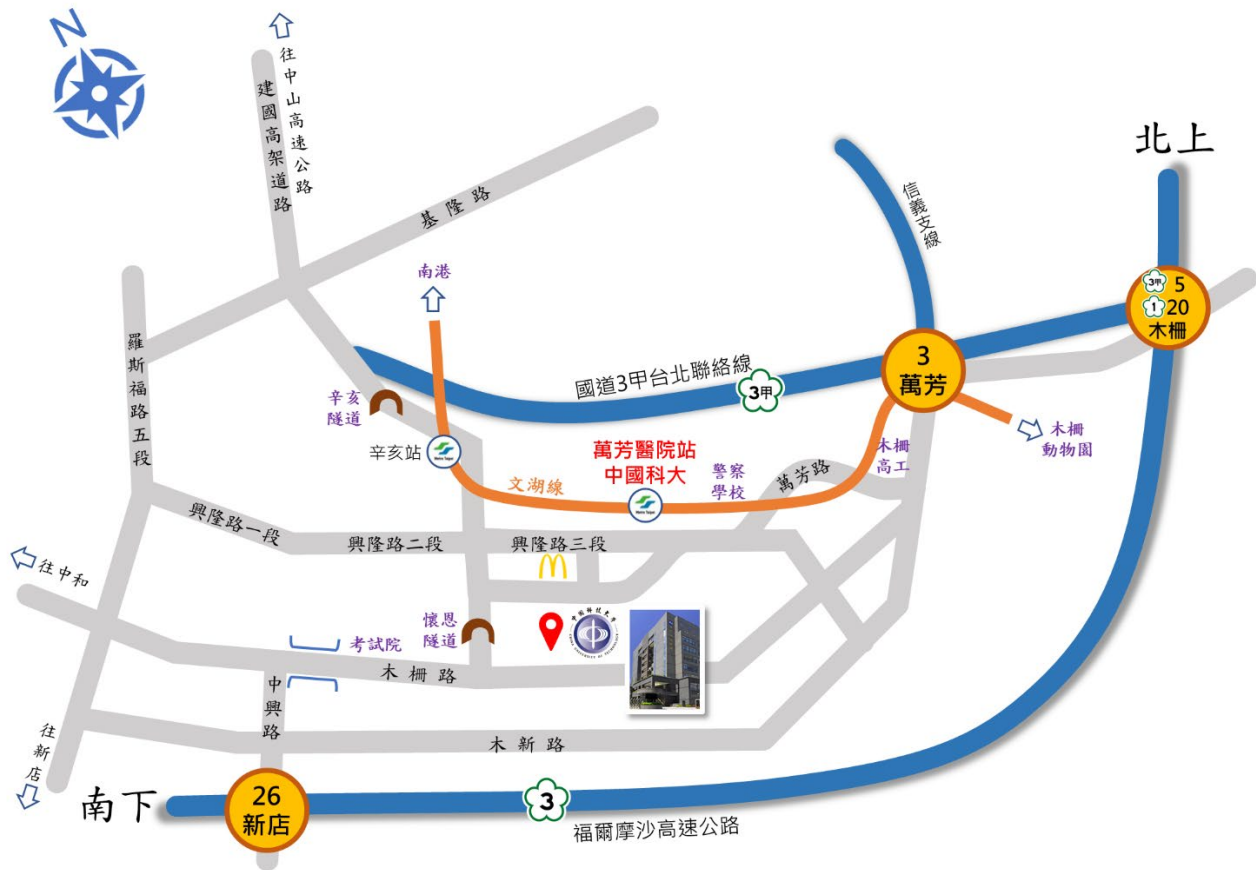 N
往中山高速公路
建國高架道路
基隆路
北上
信義支線
南港
3甲 5
1 20
木柵
羅斯福路五段
國道3甲台北聯絡線
3甲
3
萬芳
辛亥
隧道
辛亥站
萬芳醫院站
中國科大
警察
學校
萬芳路
木柵
高工
木柵
動物園
文湖線
興隆路一段
興隆路二段
興隆路三段
往中和
懷恩
隧道
考試院
木柵路
中興路
木新路
往新店
南下
26
新店
3
福爾摩沙高速公路